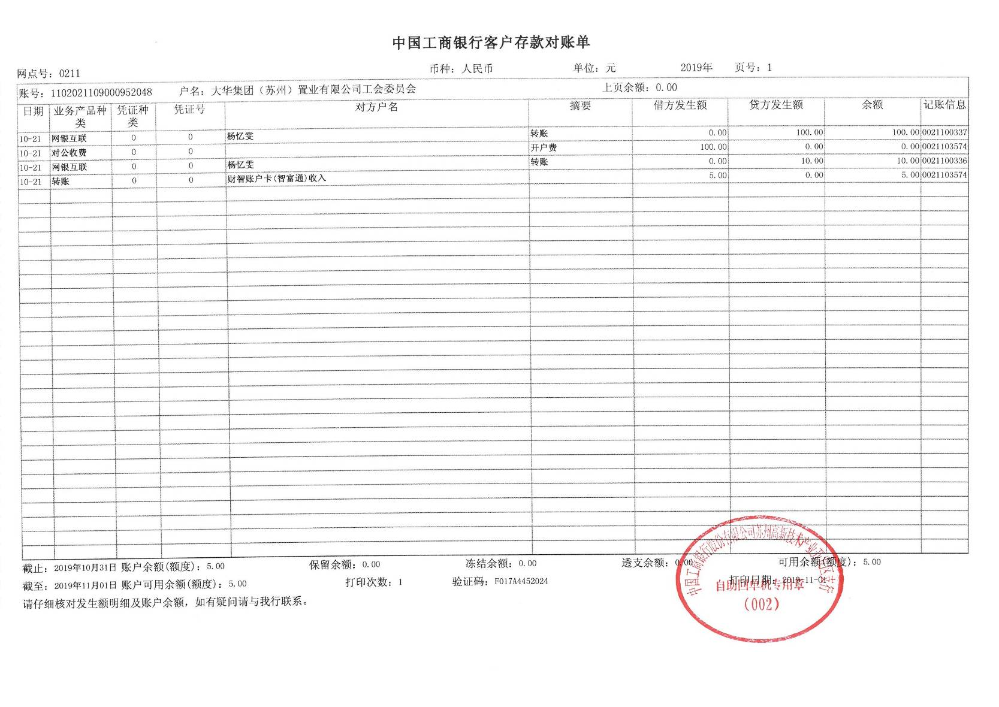 中国工商银行客户存款对账单
网点号：0211 币种：人民币 单位：元 2019年 页号：1
账号：1102021109000952048 户名：大华集团（苏州）置业有限公司工会委员会 上页余额：0.00
日期 业务产品种类 凭证种类 凭证号 对方户名 摘要 借方发生额 贷方发生额 余额 记账信息
10-21 网银互联 0 0 杨忆雯 转账 0.00 100.00 100.00 0021100337
10-21 对公收费 0 0 开户费 100.00 0.00 0.00 0021103574
10-21 网银互联 0 0 杨忆雯 转账 0.00 10.00 10.00 0021100336
10-21 转账 0 0 财智账户卡(智富通)收入 5.00 0.00 5.00 0021103574
截止：2019年10月31日 账户余额(额度)：5.00 保留余额：0.00 冻结余额：0.00 透支余额：0.00 可用余额(额度)：5.00
截至：2019年11月01日 账户可用余额(额度)：5.00 打印次数：1 验证码：F017A4452024 打印日期：2019-11-01
请仔细核对发生额明细及账户余额，如有疑问请与我行联系。
中国工商银行股份有限公司苏州高新技术产业开发区支行
自助回单机专用章
(002)